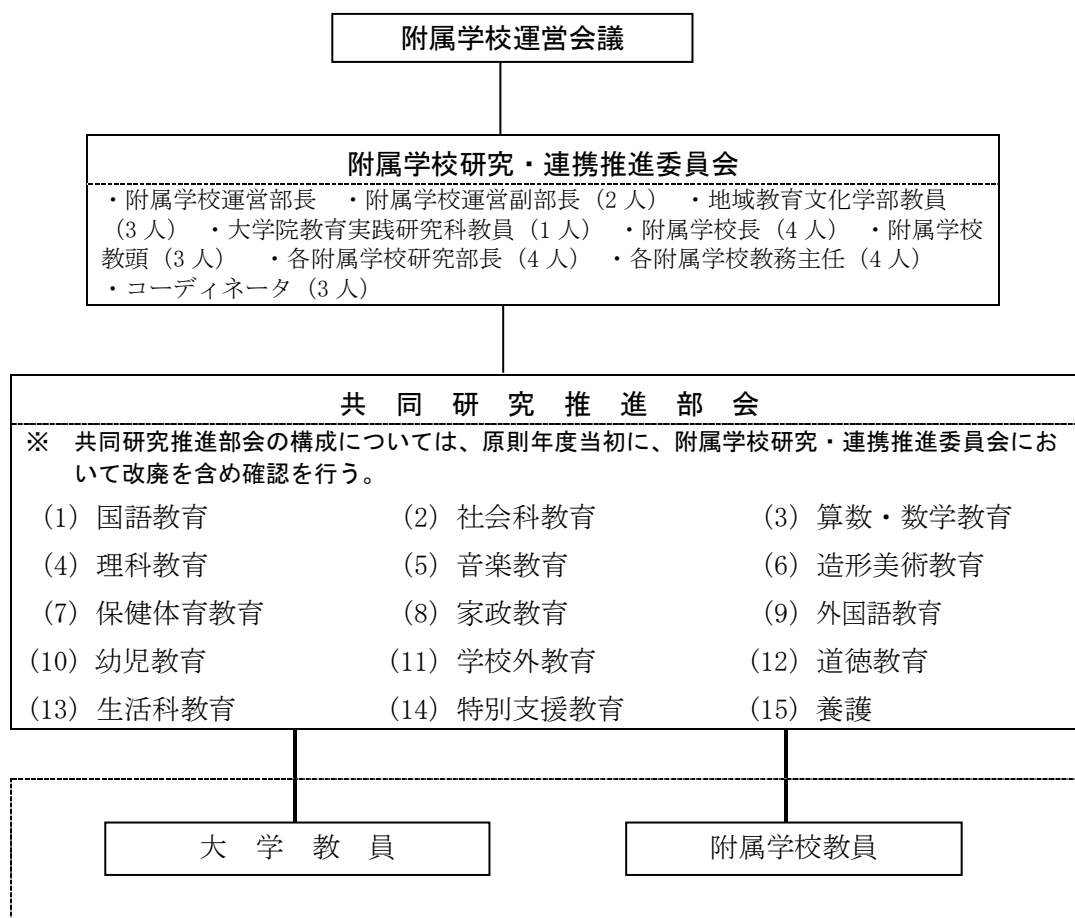 附属学校運営会議
附属学校研究・連携推進委員会
・附属学校運営部長　・附属学校運営副部長（2 人）　・地域教育文化学部教員
（3 人）　・大学院教育実践研究科教員（1 人）　・附属学校長（4 人）　・附属学校
教頭（3 人）　・各附属学校研究部長（4 人）　・各附属学校教務主任（4 人）
・コーディネータ（3 人）
共　同　研　究　推　進　部　会
※　共同研究推進部会の構成については、原則年度当初に、附属学校研究・連携推進委員会にお
いて改廃を含め確認を行う。
（1）国語教育　（2）社会科教育　（3）算数・数学教育
（4）理科教育　（5）音楽教育　（6）造形美術教育
（7）保健体育教育　（8）家政教育　（9）外国語教育
（10）幼児教育　（11）学校外教育　（12）道徳教育
（13）生活科教育　（14）特別支援教育　（15）養護
大　学　教　員　附属学校教員